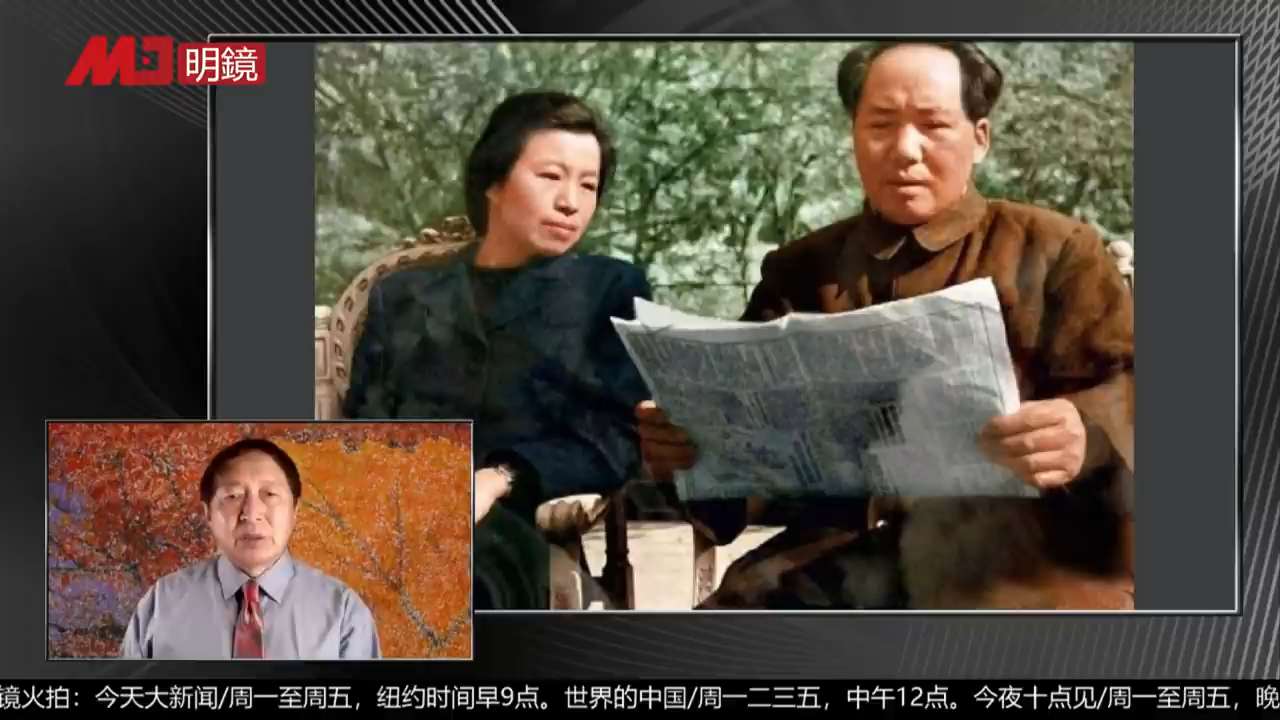 明鏡
镜火拍：今天大新闻/周一至周五，纽约时间早9点。世界的中国/周一二三五，中午12点。今夜十点见/周一至周五，晚